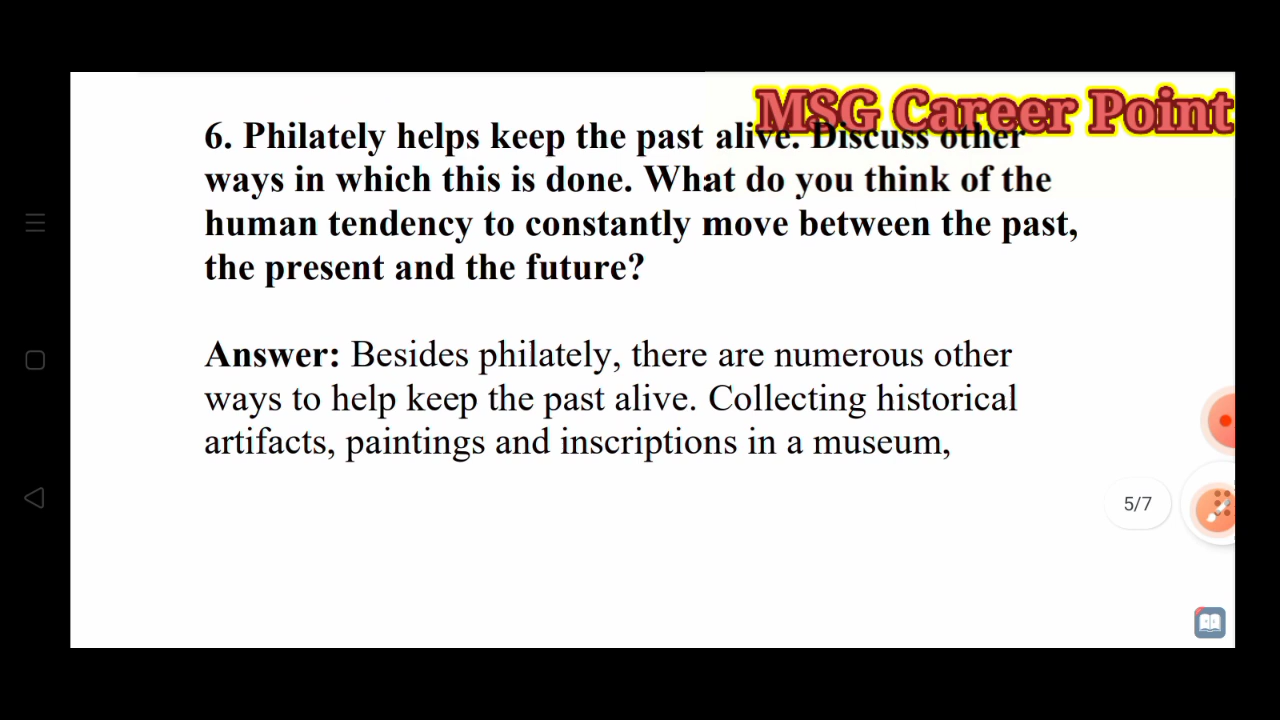 MSG Career Point
6. Philately helps keep the past alive. Discuss other
ways in which this is done. What do you think of the
human tendency to constantly move between the past,
the present and the future?
Answer: Besides philately, there are numerous other
ways to help keep the past alive. Collecting historical
artifacts, paintings and inscriptions in a museum,
5/7